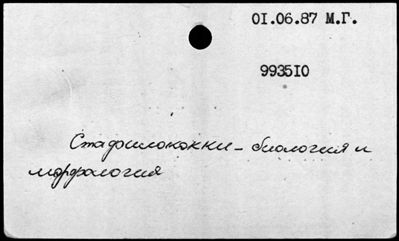 01.06.87 М.Г.
993510
Стафилококки – биология и
морфология